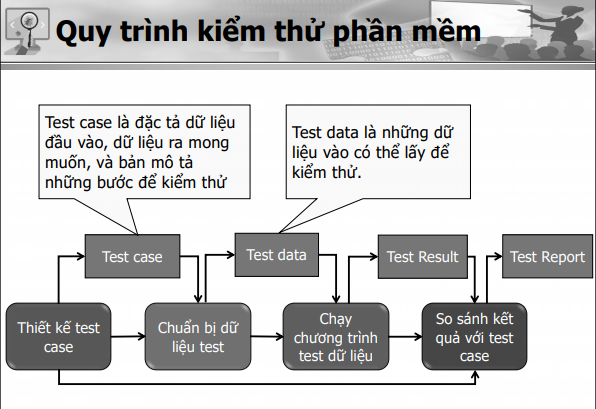 Quy trình kiểm thử phần mềm
Test case là đặc tả dữ liệu
đầu vào, dữ liệu ra mong
muốn, và bản mô tả
những bước để kiểm thử
Test data là những dữ
liệu vào có thể lấy để
kiểm thử.
Test case
Test data
Test Result
Test Report
Thiết kế test
case
Chuẩn bị dữ
liệu test
Chạy
chương trình
test dữ liệu
So sánh kết
quả với test
case